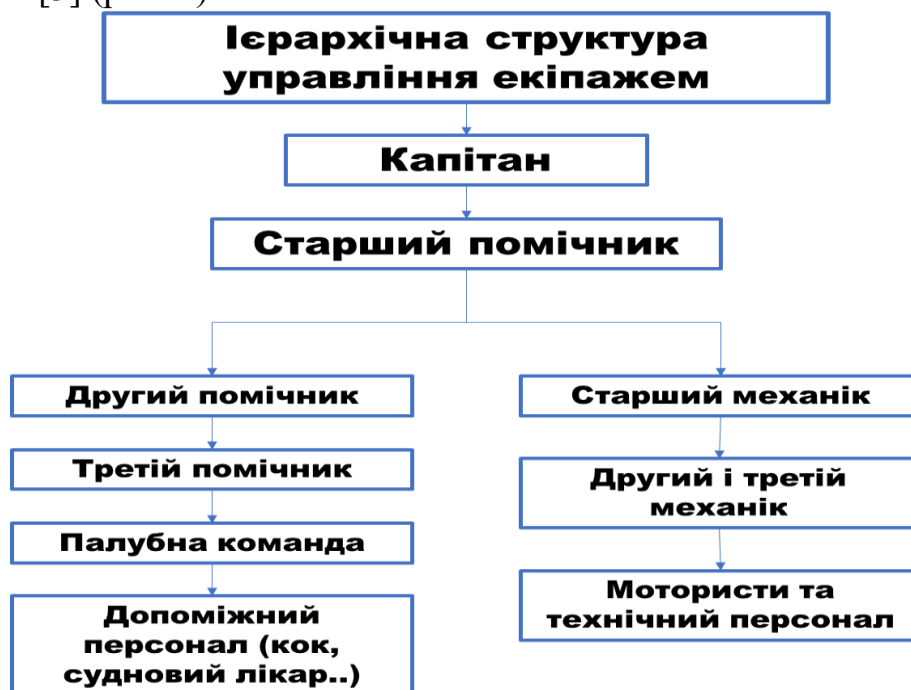 Ієрархічна структура
управління екіпажем
Капітан
Старший помічник
Другий помічник
Третій помічник
Палубна команда
Допоміжний
персонал (кок,
судновий лікар..)
Старший механік
Другий і третій
механік
Мотористи та
технічний персонал